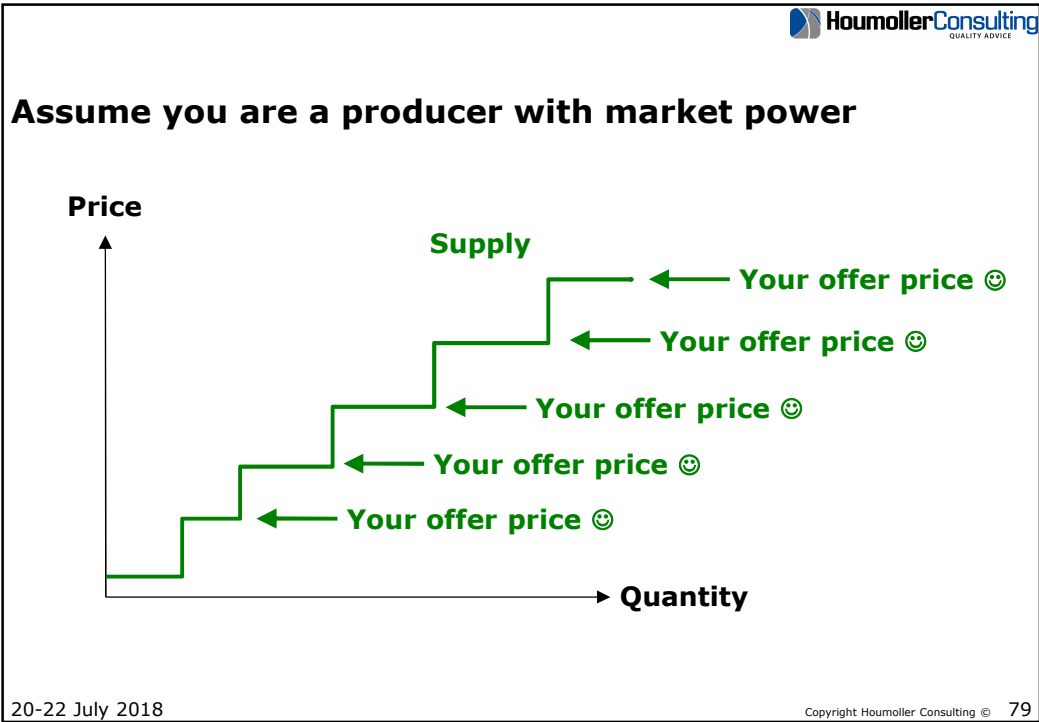 HoumollerConsulting
QUALITY ADVICE
Assume you are a producer with market power
Price
Supply
Your offer price ☺
Your offer price ☺
Your offer price ☺
Your offer price ☺
Your offer price ☺
Quantity
20-22 July 2018
Copyright Houmoller Consulting © 79